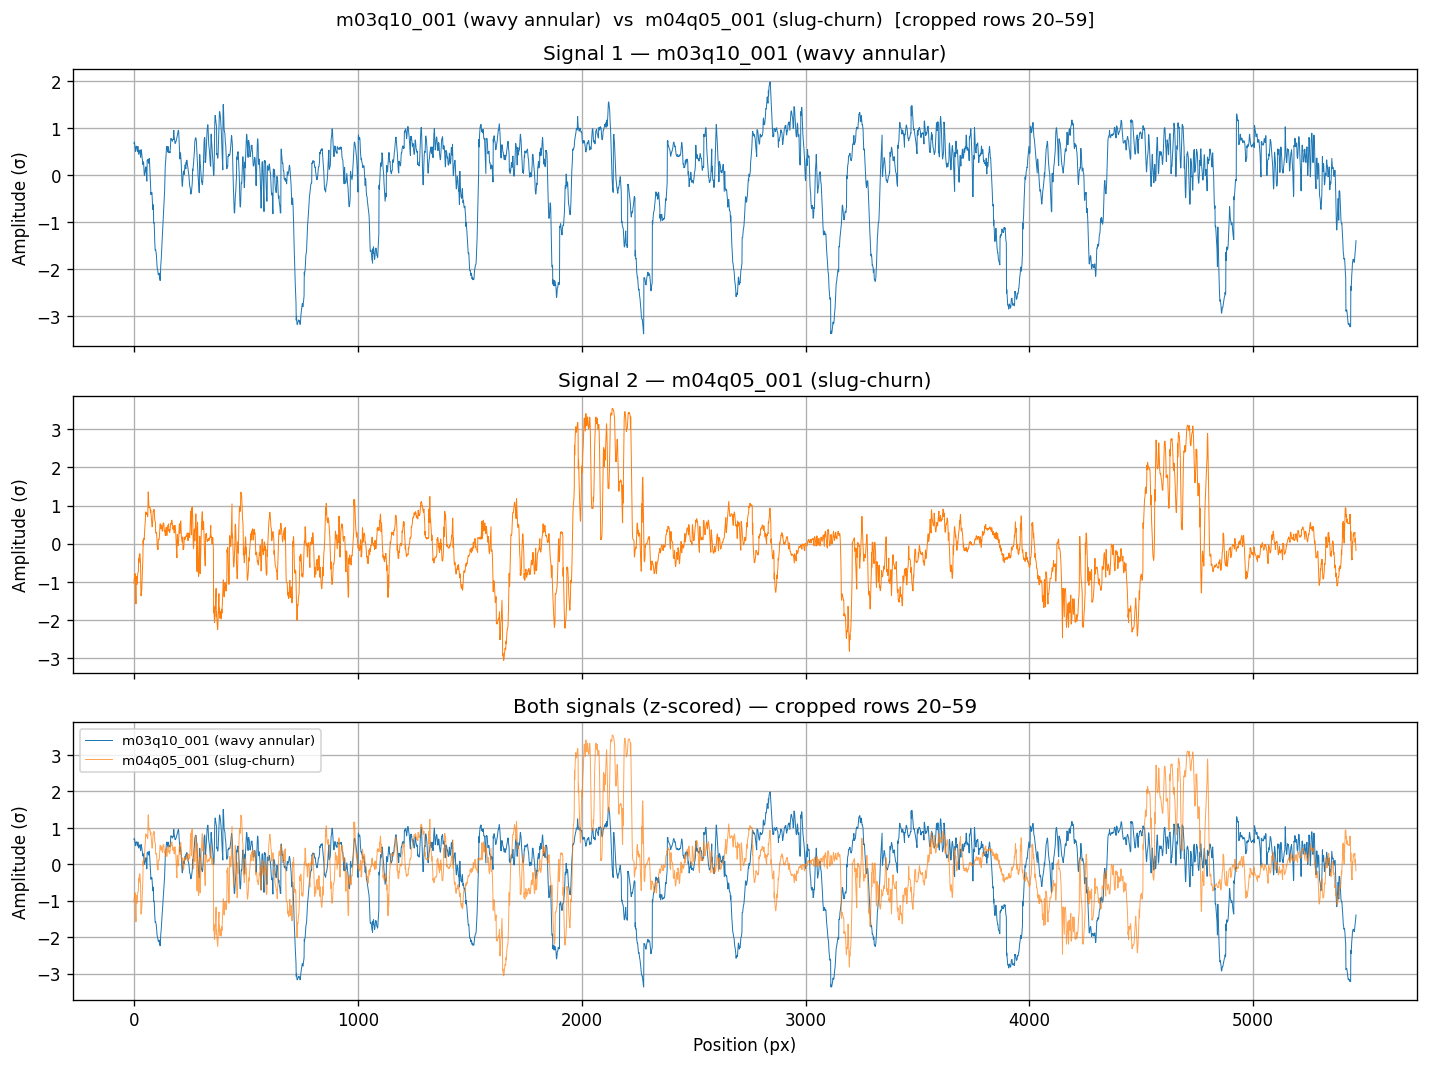 m03q10_001 (wavy annular)  vs  m04q05_001 (slug-churn)  [cropped rows 20–59]
Signal 1 — m03q10_001 (wavy annular)
2
1
0
−1
−2
−3
Amplitude (σ)
Signal 2 — m04q05_001 (slug-churn)
3
2
1
0
−1
−2
−3
Amplitude (σ)
Both signals (z-scored) — cropped rows 20–59
m03q10_001 (wavy annular)
m04q05_001 (slug-churn)
3
2
1
0
−1
−2
−3
Amplitude (σ)
0 1000 2000 3000 4000 5000
Position (px)